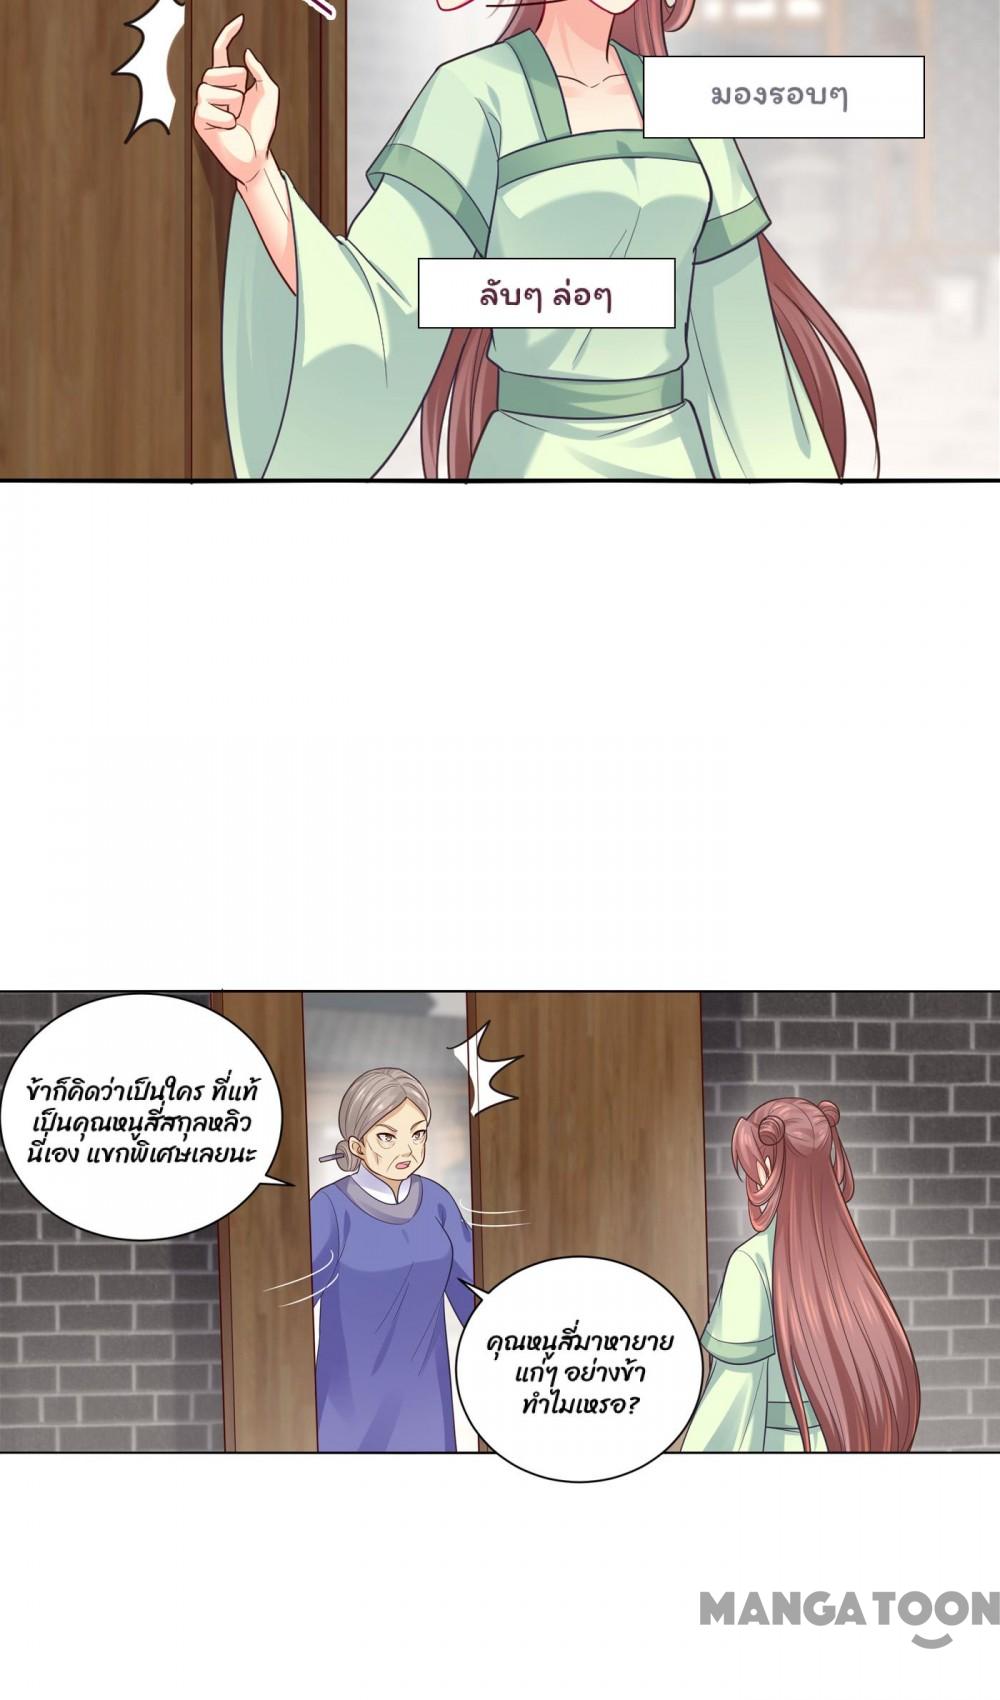 มองรอบๆ
ลับๆ ล่อๆ
ข้าก็คิดว่าเป็นใคร ที่แท้
เป็นคุณหนูสี่สกุลหลิว
นี่เอง แขกพิเศษเลยนะ
คุณหนูสี่มาหายาย
แก่ๆ อย่างข้า
ทำไมเหรอ?
MANGATOON